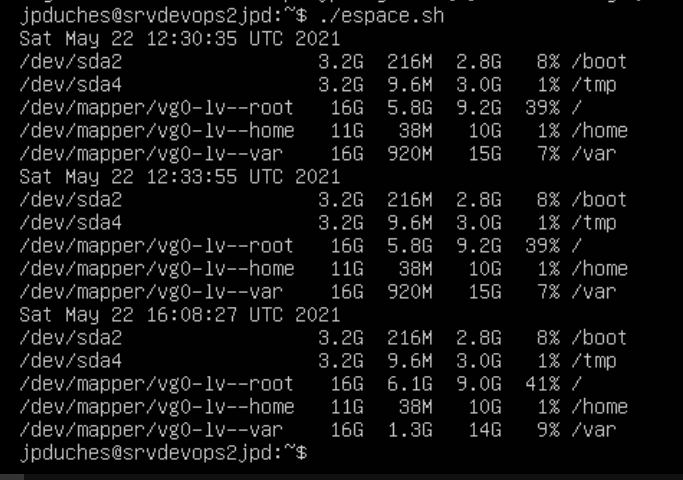 jpduches@srvdevops2jpd:~$ ./espace.sh
Sat May 22 12:30:35 UTC 2021
/dev/sda2 3.2G 216M 2.8G 8% /boot
/dev/sda4 3.2G 9.6M 3.0G 1% /tmp
/dev/mapper/vg0-lv--root 16G 5.8G 9.2G 39% /
/dev/mapper/vg0-lv--home 11G 38M 10G 1% /home
/dev/mapper/vg0-lv--var 16G 920M 15G 7% /var
Sat May 22 12:33:55 UTC 2021
/dev/sda2 3.2G 216M 2.8G 8% /boot
/dev/sda4 3.2G 9.6M 3.0G 1% /tmp
/dev/mapper/vg0-lv--root 16G 5.8G 9.2G 39% /
/dev/mapper/vg0-lv--home 11G 38M 10G 1% /home
/dev/mapper/vg0-lv--var 16G 920M 15G 7% /var
Sat May 22 16:08:27 UTC 2021
/dev/sda2 3.2G 216M 2.8G 8% /boot
/dev/sda4 3.2G 9.6M 3.0G 1% /tmp
/dev/mapper/vg0-lv--root 16G 6.1G 9.0G 41% /
/dev/mapper/vg0-lv--home 11G 38M 10G 1% /home
/dev/mapper/vg0-lv--var 16G 1.3G 14G 9% /var
jpduches@srvdevops2jpd:~$